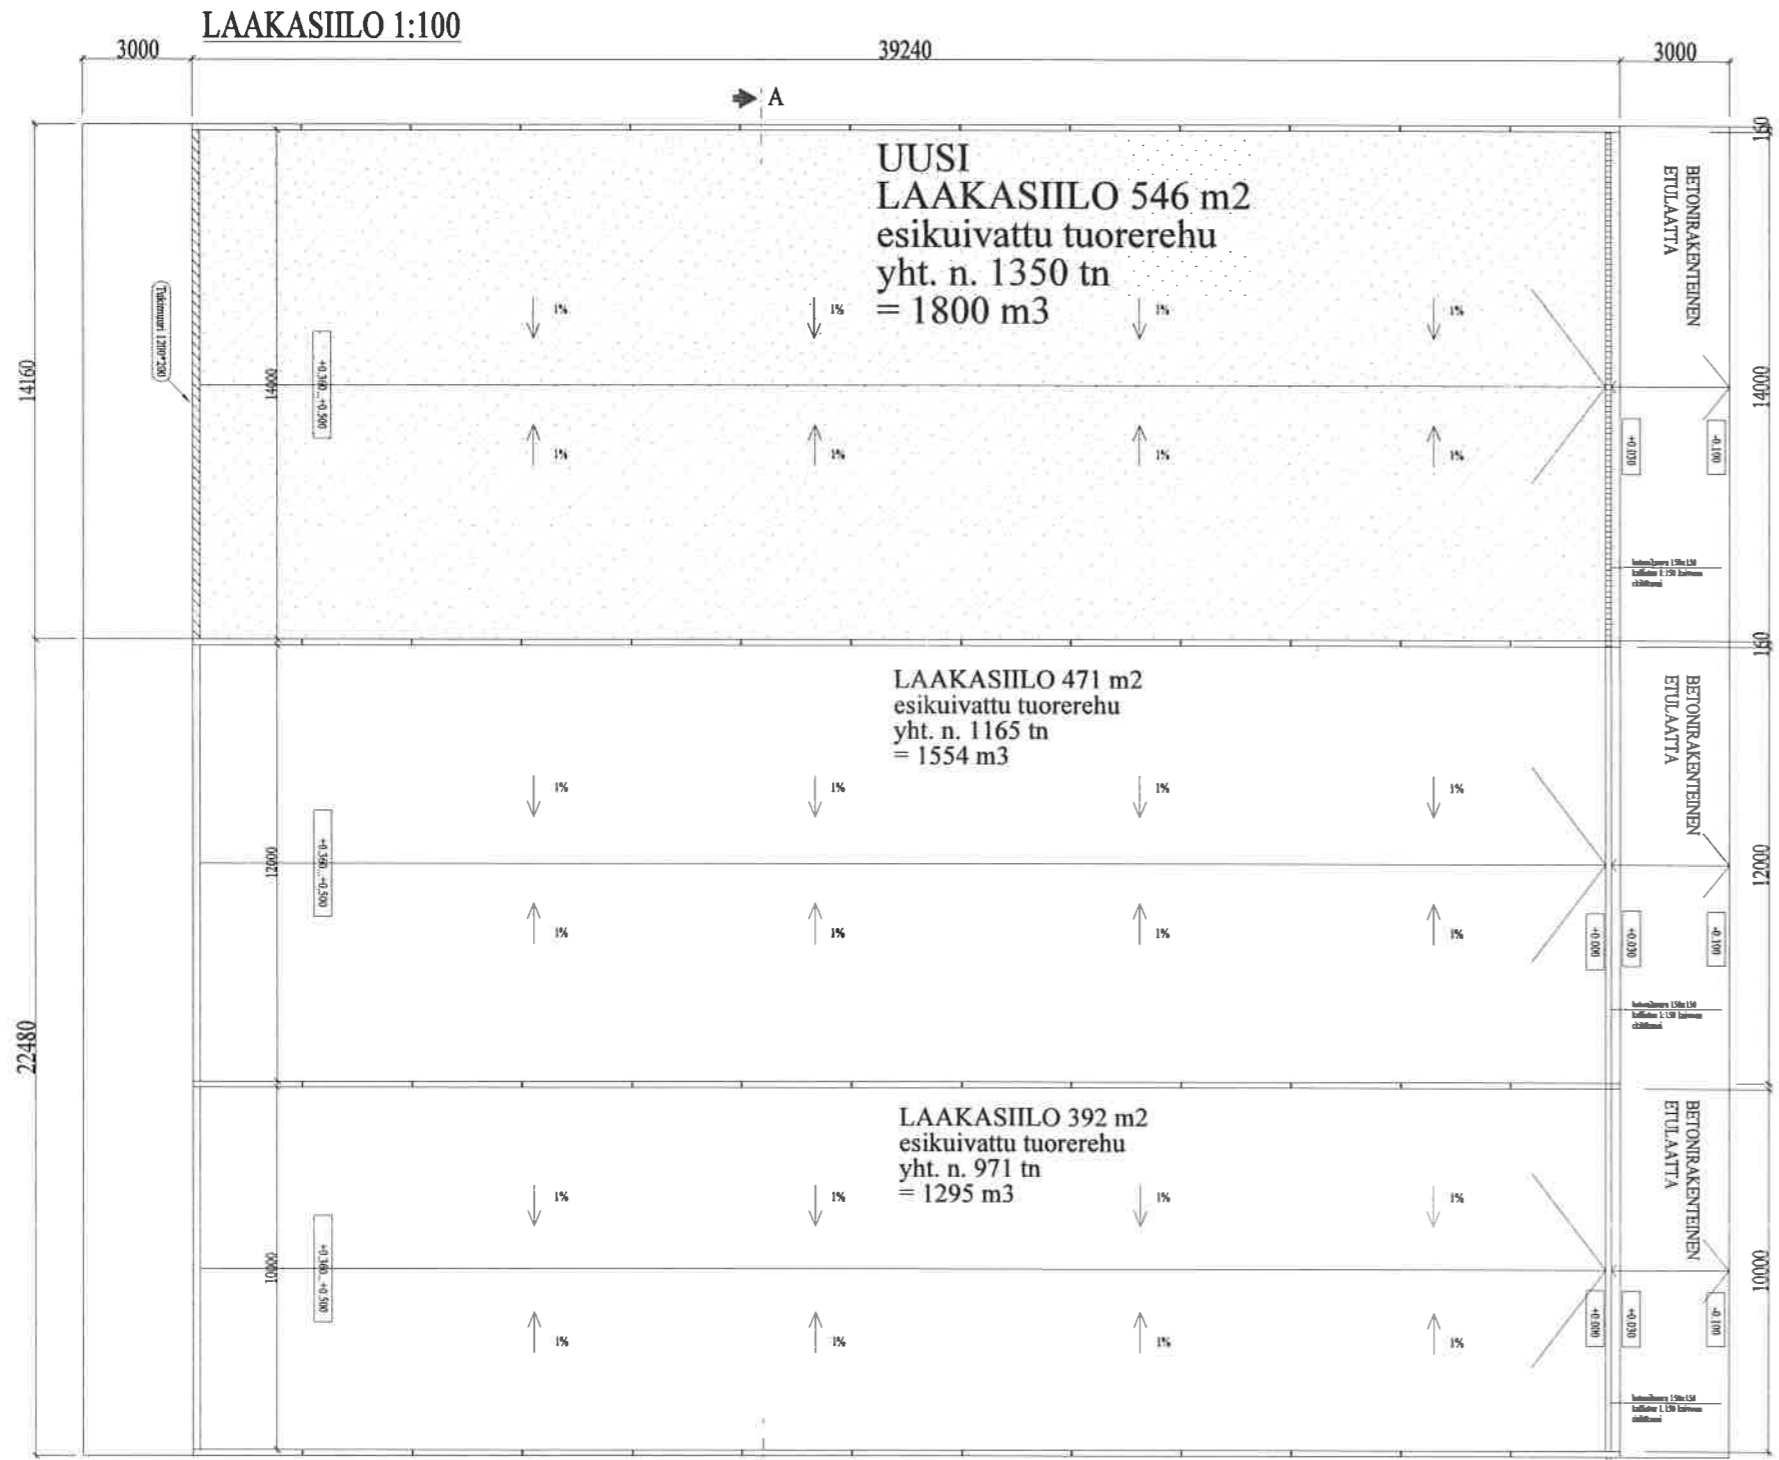 LAAKASIILO 1:100
3000
39240
3000
A
160
UUSI
LAAKASIILO 546 m2
esikuivattu tuorerehu
yht. n. 1350 tn
= 1800 m3
BETONIRAKENTEINEN
ETULAATTA
Tukimuuri 1200*200
1%
1%
1%
1%
14160
14000
+0.360...+0.500
14000
1%
1%
1%
1%
+0.030
-0.100
160
LAAKASIILO 471 m2
esikuivattu tuorerehu
yht. n. 1165 tn
= 1554 m3
BETONIRAKENTEINEN
ETULAATTA
1%
1%
1%
1%
12000
+0.360...+0.500
12000
1%
1%
1%
1%
+0.000
+0.030
-0.100
22480
LAAKASIILO 392 m2
esikuivattu tuorerehu
yht. n. 971 tn
= 1295 m3
BETONIRAKENTEINEN
ETULAATTA
1%
1%
1%
1%
10000
+0.360...+0.500
10000
1%
1%
1%
1%
+0.000
+0.030
-0.100